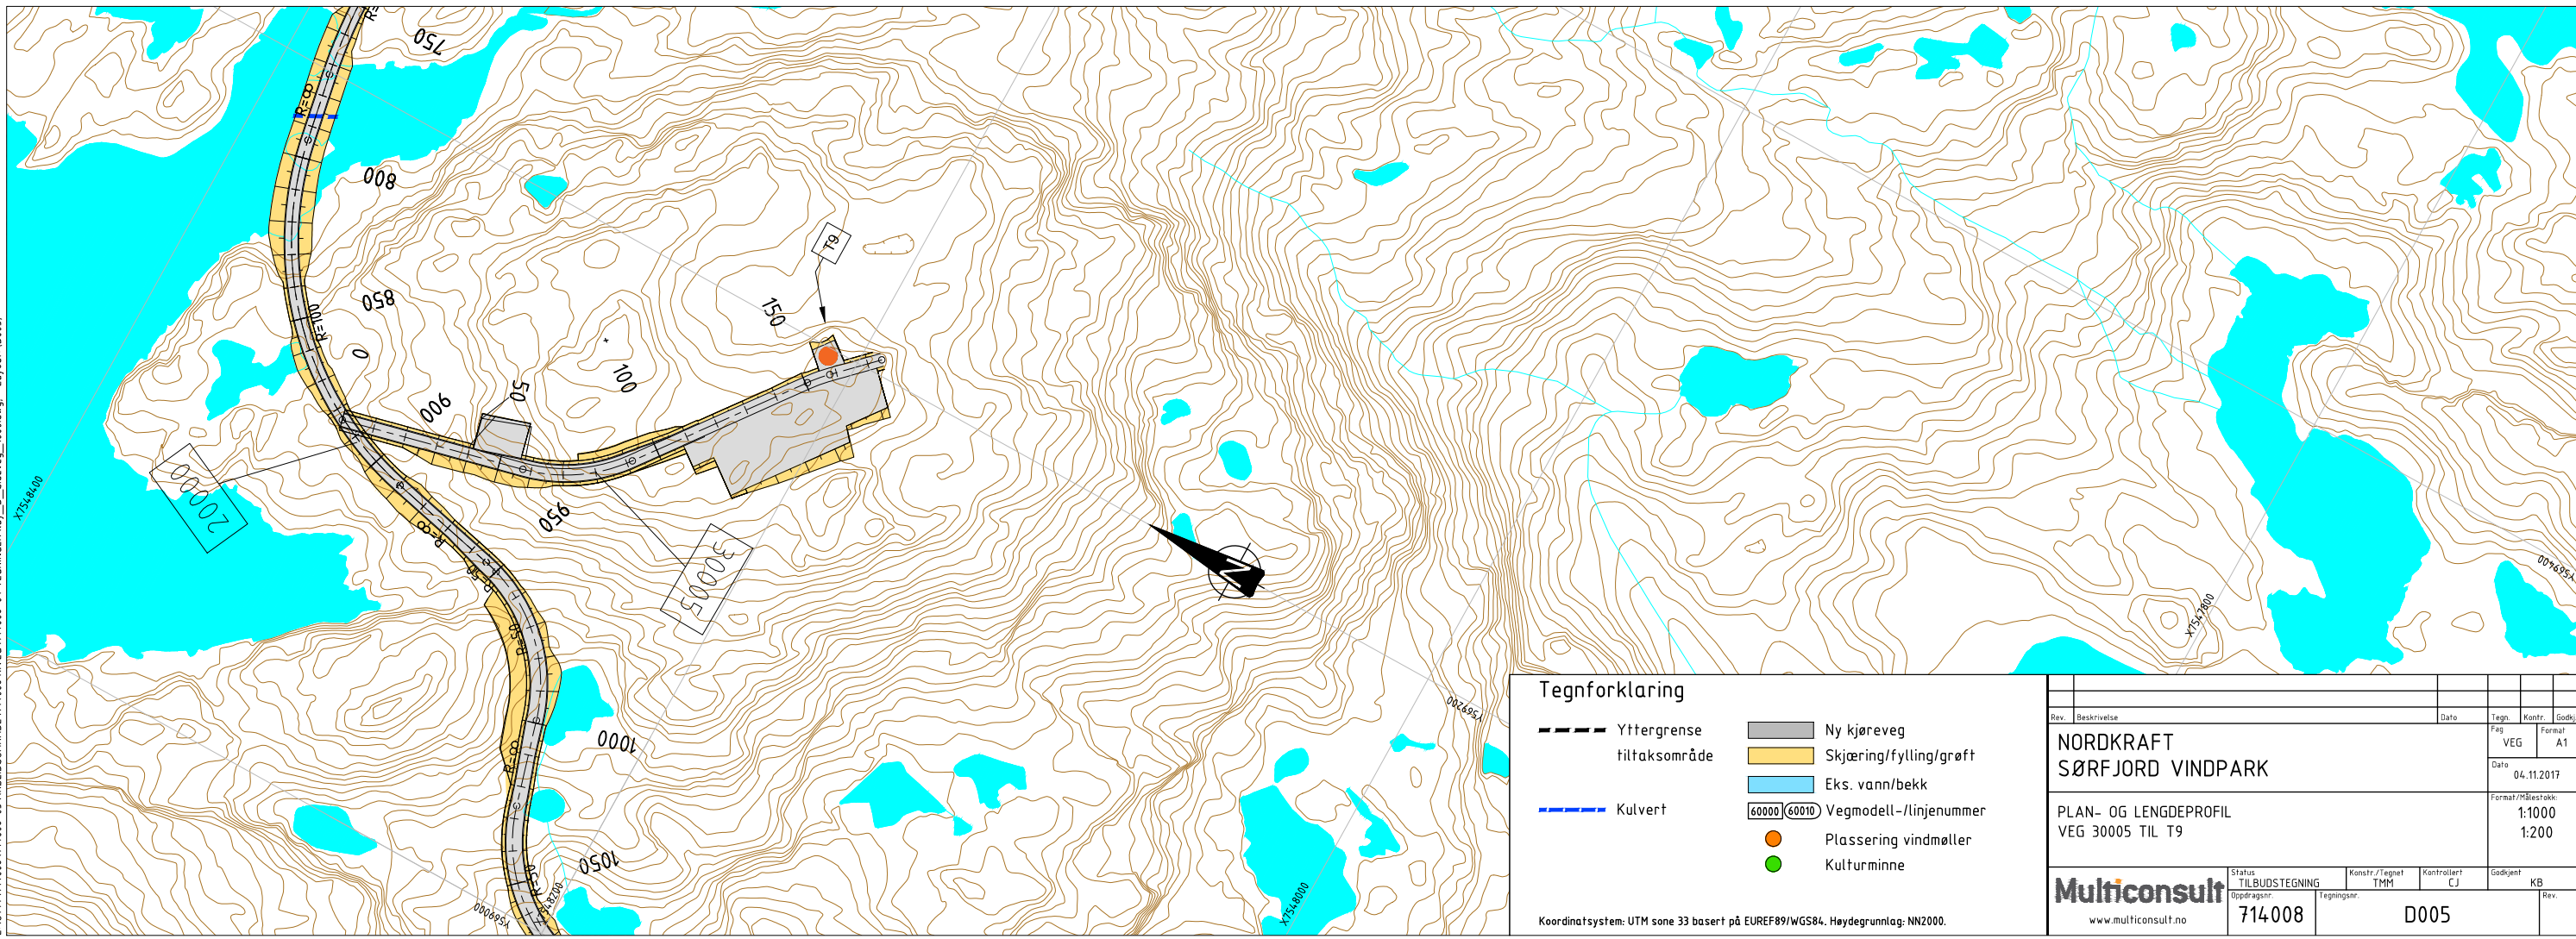 750
R=∞
800
T9
850
R=100
150
0
100
50
900
20000
X7548400
950
R=∞
30005
R=50
R=50
Y569400
X7547800
Y569200
R=∞
1000
1050
R=50
Y569000
X7548000
N
Tegnforklaring
Yttergrense
tiltaksområde
Kulvert
Ny kjøreveg
Skjæring/fylling/grøft
Eks. vann/bekk
60000 60010 Vegmodell-/linjenummer
Plassering vindmøller
Kulturminne
Koordinatsystem: UTM sone 33 basert på EUREF89/WGS84. Høydegrunnlag: NN2000.
Rev. Beskrivelse Dato Tegn. Kontr. Godkj.
NORDKRAFT
SØRFJORD VINDPARK
Fag
VEG
Format
A1
Dato
04.11.2017
PLAN- OG LENGDEPROFIL
VEG 30005 TIL T9
Format/Målestokk:
1:1000
1:200
Multiconsult
www.multiconsult.no
Status
TILBUDSTEGNING
Konstr./Tegnet
TMM
Kontrollert
CJ
Godkjent
KB
Oppdragsnr.
714008
Tegningsnr.
D005
Rev.